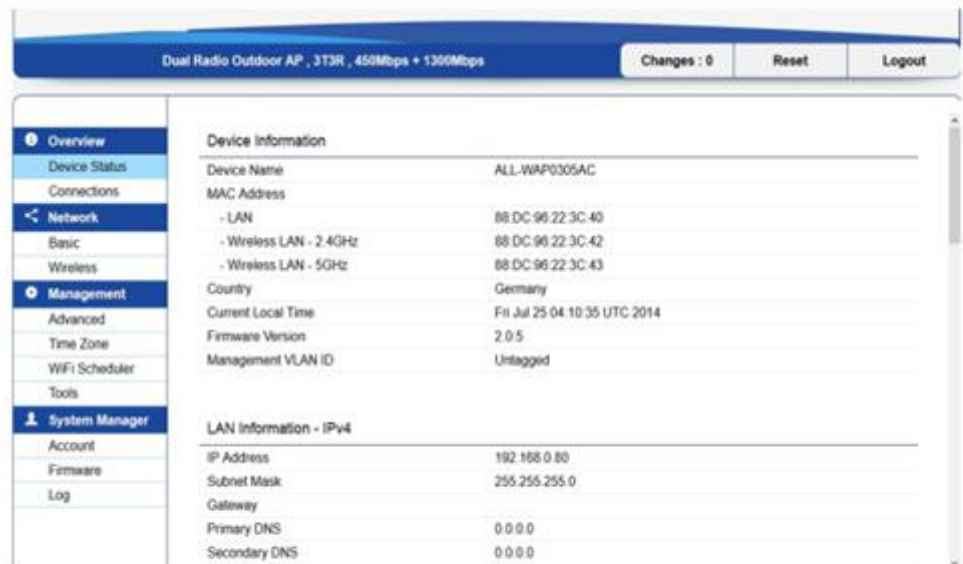 Dual Radio Outdoor AP , 3T3R , 450Mbps + 1300Mbps
Changes : 0
Reset
Logout
Overview
Device Status
Connections
Network
Basic
Wireless
Management
Advanced
Time Zone
WiFi Scheduler
Tools
System Manager
Account
Firmware
Log
Device Information
Device Name ALL-WAP0305AC
MAC Address
- LAN 88:DC:96:22:3C:40
- Wireless LAN - 2.4GHz 88:DC:96:22:3C:42
- Wireless LAN - 5GHz 88:DC:96:22:3C:43
Country Germany
Current Local Time Fri Jul 25 04:10:35 UTC 2014
Firmware Version 2.0.5
Management VLAN ID Untagged
LAN Information - IPv4
IP Address 192.168.0.80
Subnet Mask 255.255.255.0
Gateway
Primary DNS 0.0.0.0
Secondary DNS 0.0.0.0